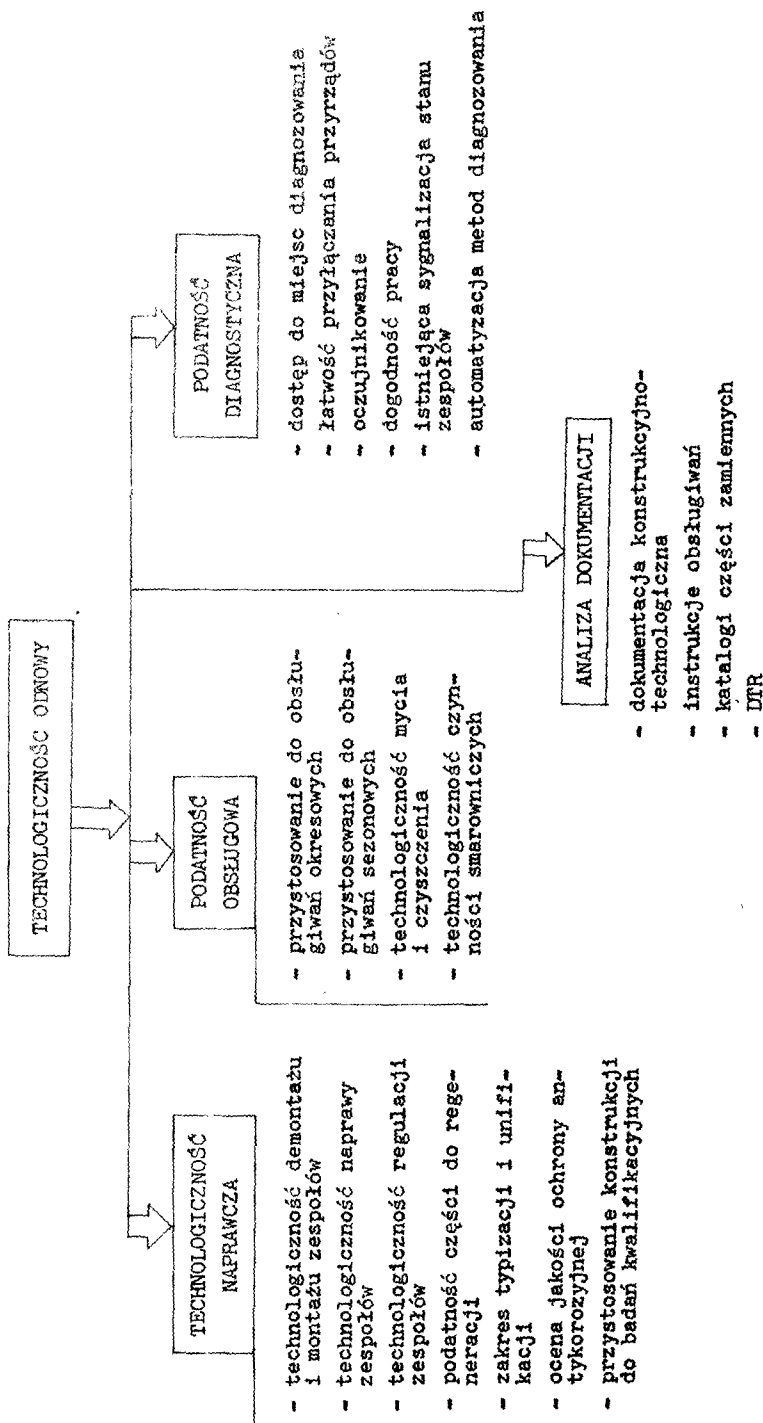 TECHNOLOGICZNOŚĆ ODNOWY
TECHNOLOGICZNOŚĆ
NAPRAWCZA
- technologiczność demontażu
i montażu zespołów
- technologiczność naprawy
zespołów
- technologiczność regulacji
zespołów
- podatność części do rege-
neracji
- zakres typizacji i unifi-
kacji
- ocena jakości ochrony an-
tykorozyjnej
- przystosowanie konstrukcji
do badań kwalifikacyjnych
PODATNOŚĆ
OBSŁUGOWA
- przystosowanie do obsłu-
giwań okresowych
- przystosowanie do obsłu-
giwań sezonowych
- technologiczność mycia
i czyszczenia
- technologiczność czyn-
ności smarowniczych
PODATNOŚĆ
DIAGNOSTYCZNA
- dostęp do miejsc diagnozowania
- łatwość przyłączania przyrządów
- oczujnikowanie
- dogodność pracy
- istniejąca sygnalizacja stanu
zespołów
- automatyzacja metod diagnozowania
ANALIZA DOKUMENTACJI
- dokumentacja konstrukcyjno-
technologiczna
- instrukcje obsługiwań
- katalogi części zamiennych
- DTR